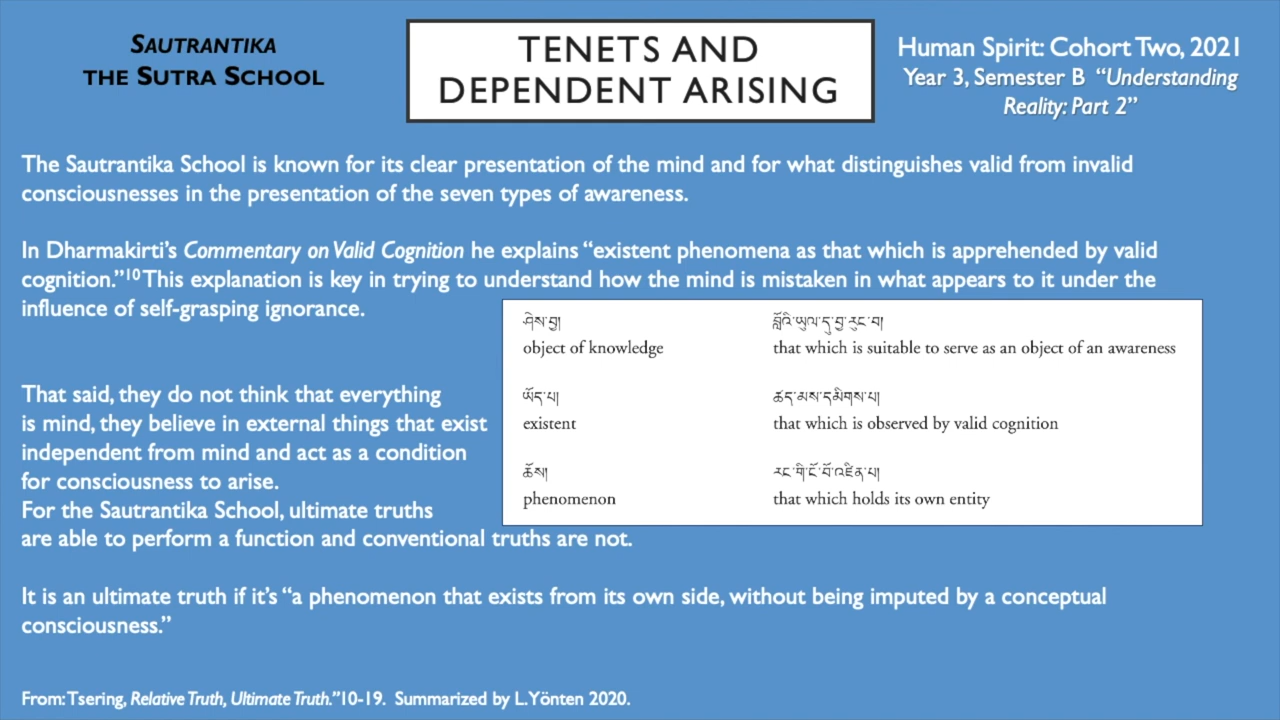 SAUTRANTIKA
THE SUTRA SCHOOL
TENETS AND
DEPENDENT ARISING
Human Spirit: Cohort Two, 2021
Year 3, Semester B “Understanding
Reality: Part 2”
The Sautrantika School is known for its clear presentation of the mind and for what distinguishes valid from invalid
consciousnesses in the presentation of the seven types of awareness.
In Dharmakirti’s Commentary on Valid Cognition he explains “existent phenomena as that which is apprehended by valid
cognition.”10 This explanation is key in trying to understand how the mind is mistaken in what appears to it under the
influence of self-grasping ignorance.
ཤེས་བྱ། བློའི་ཡུལ་དུ་བྱ་རུང་བ།
object of knowledge that which is suitable to serve as an object of an awareness
ཡོད་པ། ཚད་མས་དམིགས་པ།
existent that which is observed by valid cognition
ཆོས། རང་གི་ངོ་བོ་འཛིན་པ།
phenomenon that which holds its own entity
That said, they do not think that everything
is mind, they believe in external things that exist
independent from mind and act as a condition
for consciousness to arise.
For the Sautrantika School, ultimate truths
are able to perform a function and conventional truths are not.
It is an ultimate truth if it’s “a phenomenon that exists from its own side, without being imputed by a conceptual
consciousness.”
From: Tsering, Relative Truth, Ultimate Truth.”10-19. Summarized by L.Yönten 2020.